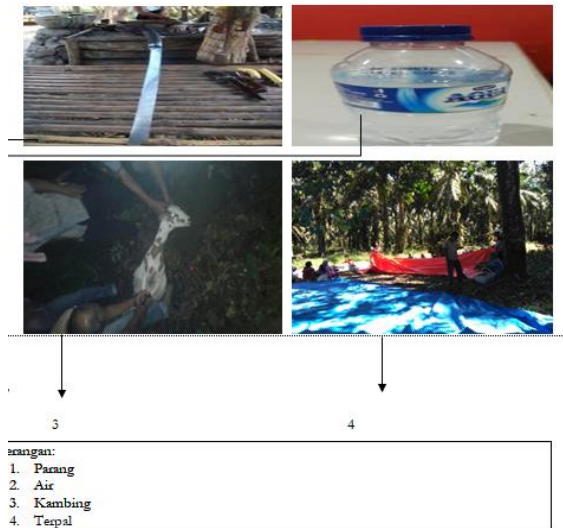 3 4
erangan:
1. Parang
2. Air
3. Kambing
4. Terpal